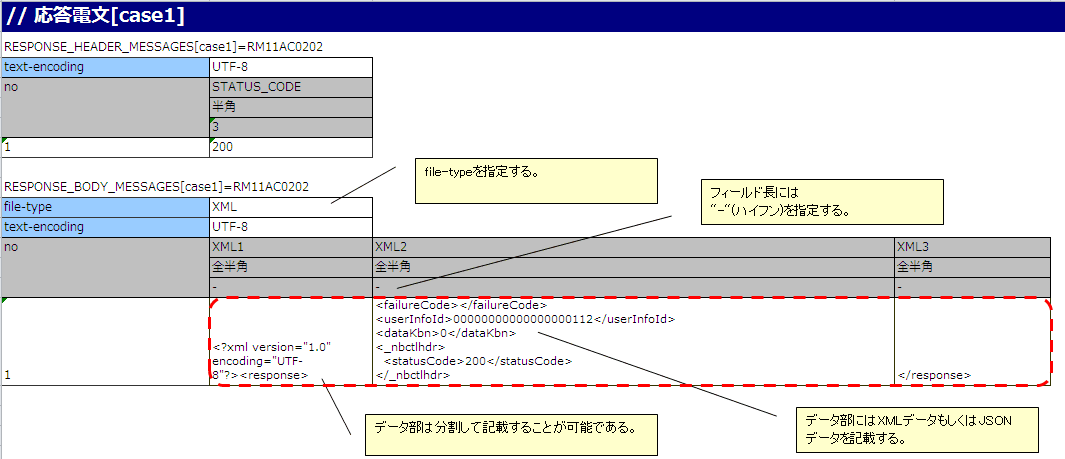 // 応答電文[case1]
RESPONSE_HEADER_MESSAGES[case1]=RM11AC0202
text-encoding UTF-8
no STATUS_CODE
半角
3
1 200
file-typeを指定する。
RESPONSE_BODY_MESSAGES[case1]=RM11AC0202
フィールド長には
"-"(ハイフン)を指定する。
file-type XML
text-encoding UTF-8
no XML1 XML2 XML3
全半角 全半角 全半角
- - -
1
<?xml version="1.0"
encoding="UTF-
8"?><response>
<failureCode></failureCode>
<userInfoId>00000000000000000112</userInfoId>
<dataKbn>0</dataKbn>
<_nbctlhdr>
<statusCode>200</statusCode>
</_nbctlhdr>
</response>
データ部は分割して記載することが可能である。
データ部にはXMLデータもしくはJSON
データを記載する。